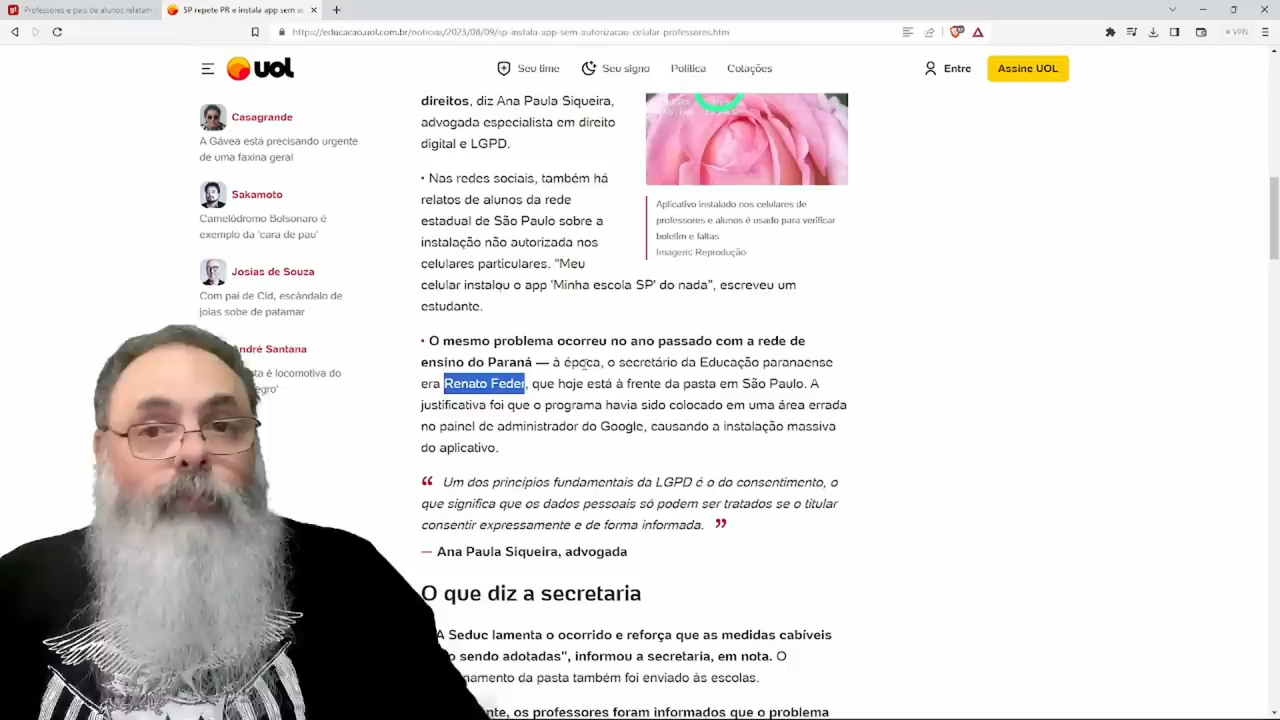 Professores e pais de alunos relatam
SP repete PR e instala app sem
https://educacao.uol.com.br/noticias/2023/08/09/sp-instala-app-sem-autorizacao-celular-professores.htm
VPN
UOL
Seu time
Seu signo
Política
Cotações
Entre
Assine UOL
Casagrande
A Gávea está precisando urgente
de uma faxina geral
Sakamoto
Camelódromo Bolsonaro é
exemplo da 'cara de pau'
Josias de Souza
Com pai de Cid, escândalo de
joias sobe de patamar
André Santana
é locomotiva do
direitos, diz Ana Paula Siqueira,
advogada especialista em direito
digital e LGPD.
• Nas redes sociais, também há
relatos de alunos da rede
estadual de São Paulo sobre a
instalação não autorizada nos
celulares particulares. "Meu
celular instalou o app 'Minha escola SP' do nada", escreveu um
estudante.
Aplicativo instalado nos celulares de
professores e alunos é usado para verificar
boletim e faltas
Imagem: Reprodução
• O mesmo problema ocorreu no ano passado com a rede de
ensino do Paraná — à época, o secretário da Educação paranaense
era Renato Feder, que hoje está à frente da pasta em São Paulo. A
justificativa foi que o programa havia sido colocado em uma área errada
no painel de administrador do Google, causando a instalação massiva
do aplicativo.
“ Um dos princípios fundamentais da LGPD é o do consentimento, o
que significa que os dados pessoais só podem ser tratados se o titular
consentir expressamente e de forma informada. ”
— Ana Paula Siqueira, advogada
O que diz a secretaria
A Seduc lamenta o ocorrido e reforça que as medidas cabíveis
sendo adotadas", informou a secretaria, em nota. O
da pasta também foi enviado às escolas.
os professores foram informados que o problema